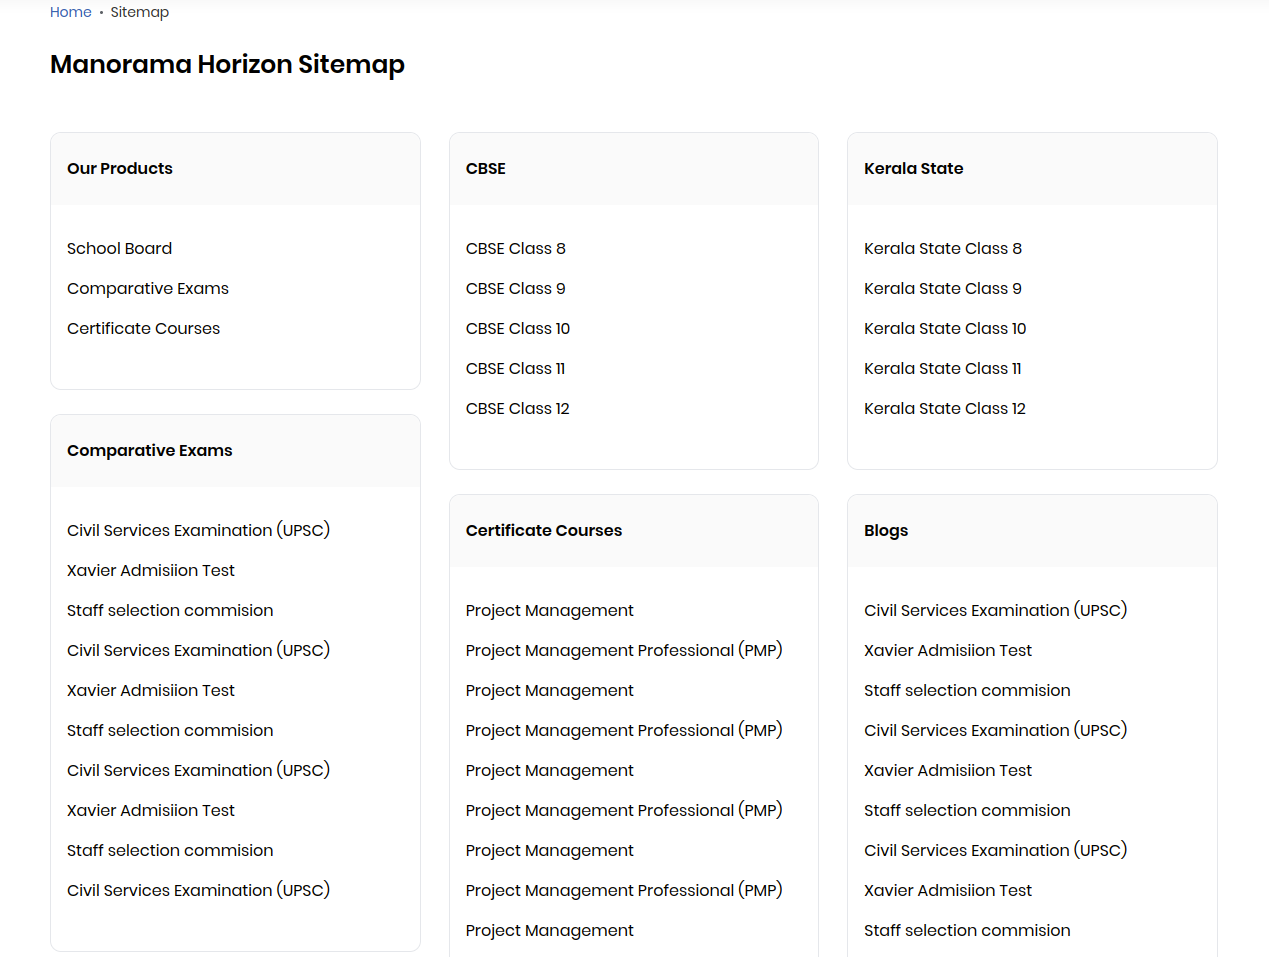 Home • Sitemap
Manorama Horizon Sitemap
Our Products
School Board
Comparative Exams
Certificate Courses
Comparative Exams
Civil Services Examination (UPSC)
Xavier Admisiion Test
Staff selection commision
Civil Services Examination (UPSC)
Xavier Admisiion Test
Staff selection commision
Civil Services Examination (UPSC)
Xavier Admisiion Test
Staff selection commision
Civil Services Examination (UPSC)
CBSE
CBSE Class 8
CBSE Class 9
CBSE Class 10
CBSE Class 11
CBSE Class 12
Certificate Courses
Project Management
Project Management Professional (PMP)
Project Management
Project Management Professional (PMP)
Project Management
Project Management Professional (PMP)
Project Management
Project Management Professional (PMP)
Project Management
Kerala State
Kerala State Class 8
Kerala State Class 9
Kerala State Class 10
Kerala State Class 11
Kerala State Class 12
Blogs
Civil Services Examination (UPSC)
Xavier Admisiion Test
Staff selection commision
Civil Services Examination (UPSC)
Xavier Admisiion Test
Staff selection commision
Civil Services Examination (UPSC)
Xavier Admisiion Test
Staff selection commision